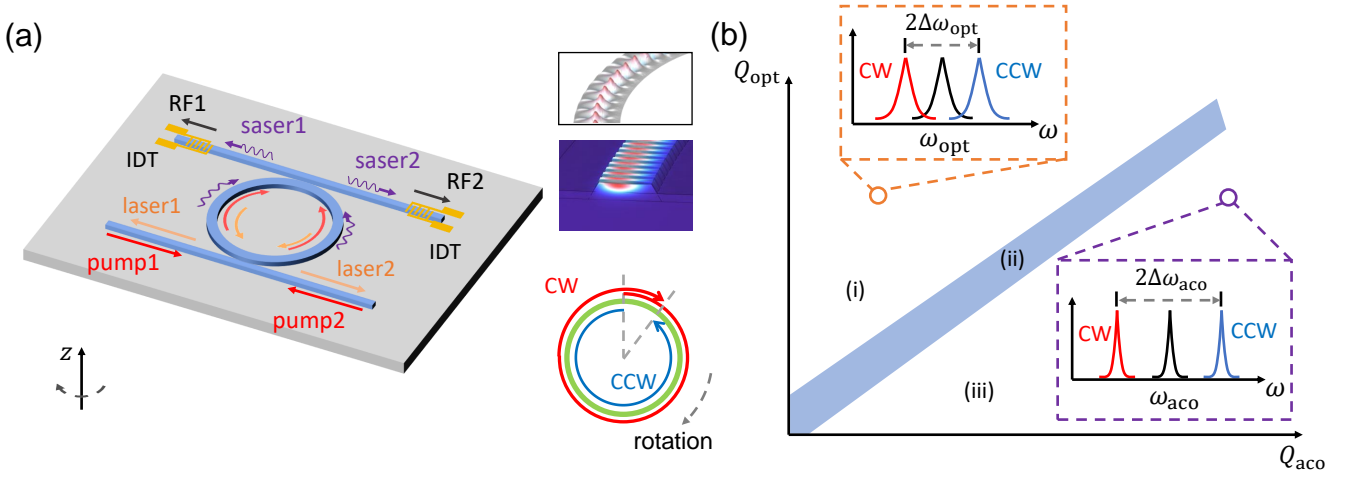 (a)
RF1
saser1
IDT
saser2
RF2
IDT
laser1
pump1
laser2
pump2
z
CW
CCW
rotation
(b)
Q_opt
2Δω_opt
CW
CCW
ω_opt
ω
(i)
(ii)
(iii)
2Δω_aco
CW
CCW
ω_aco
ω
Q_aco